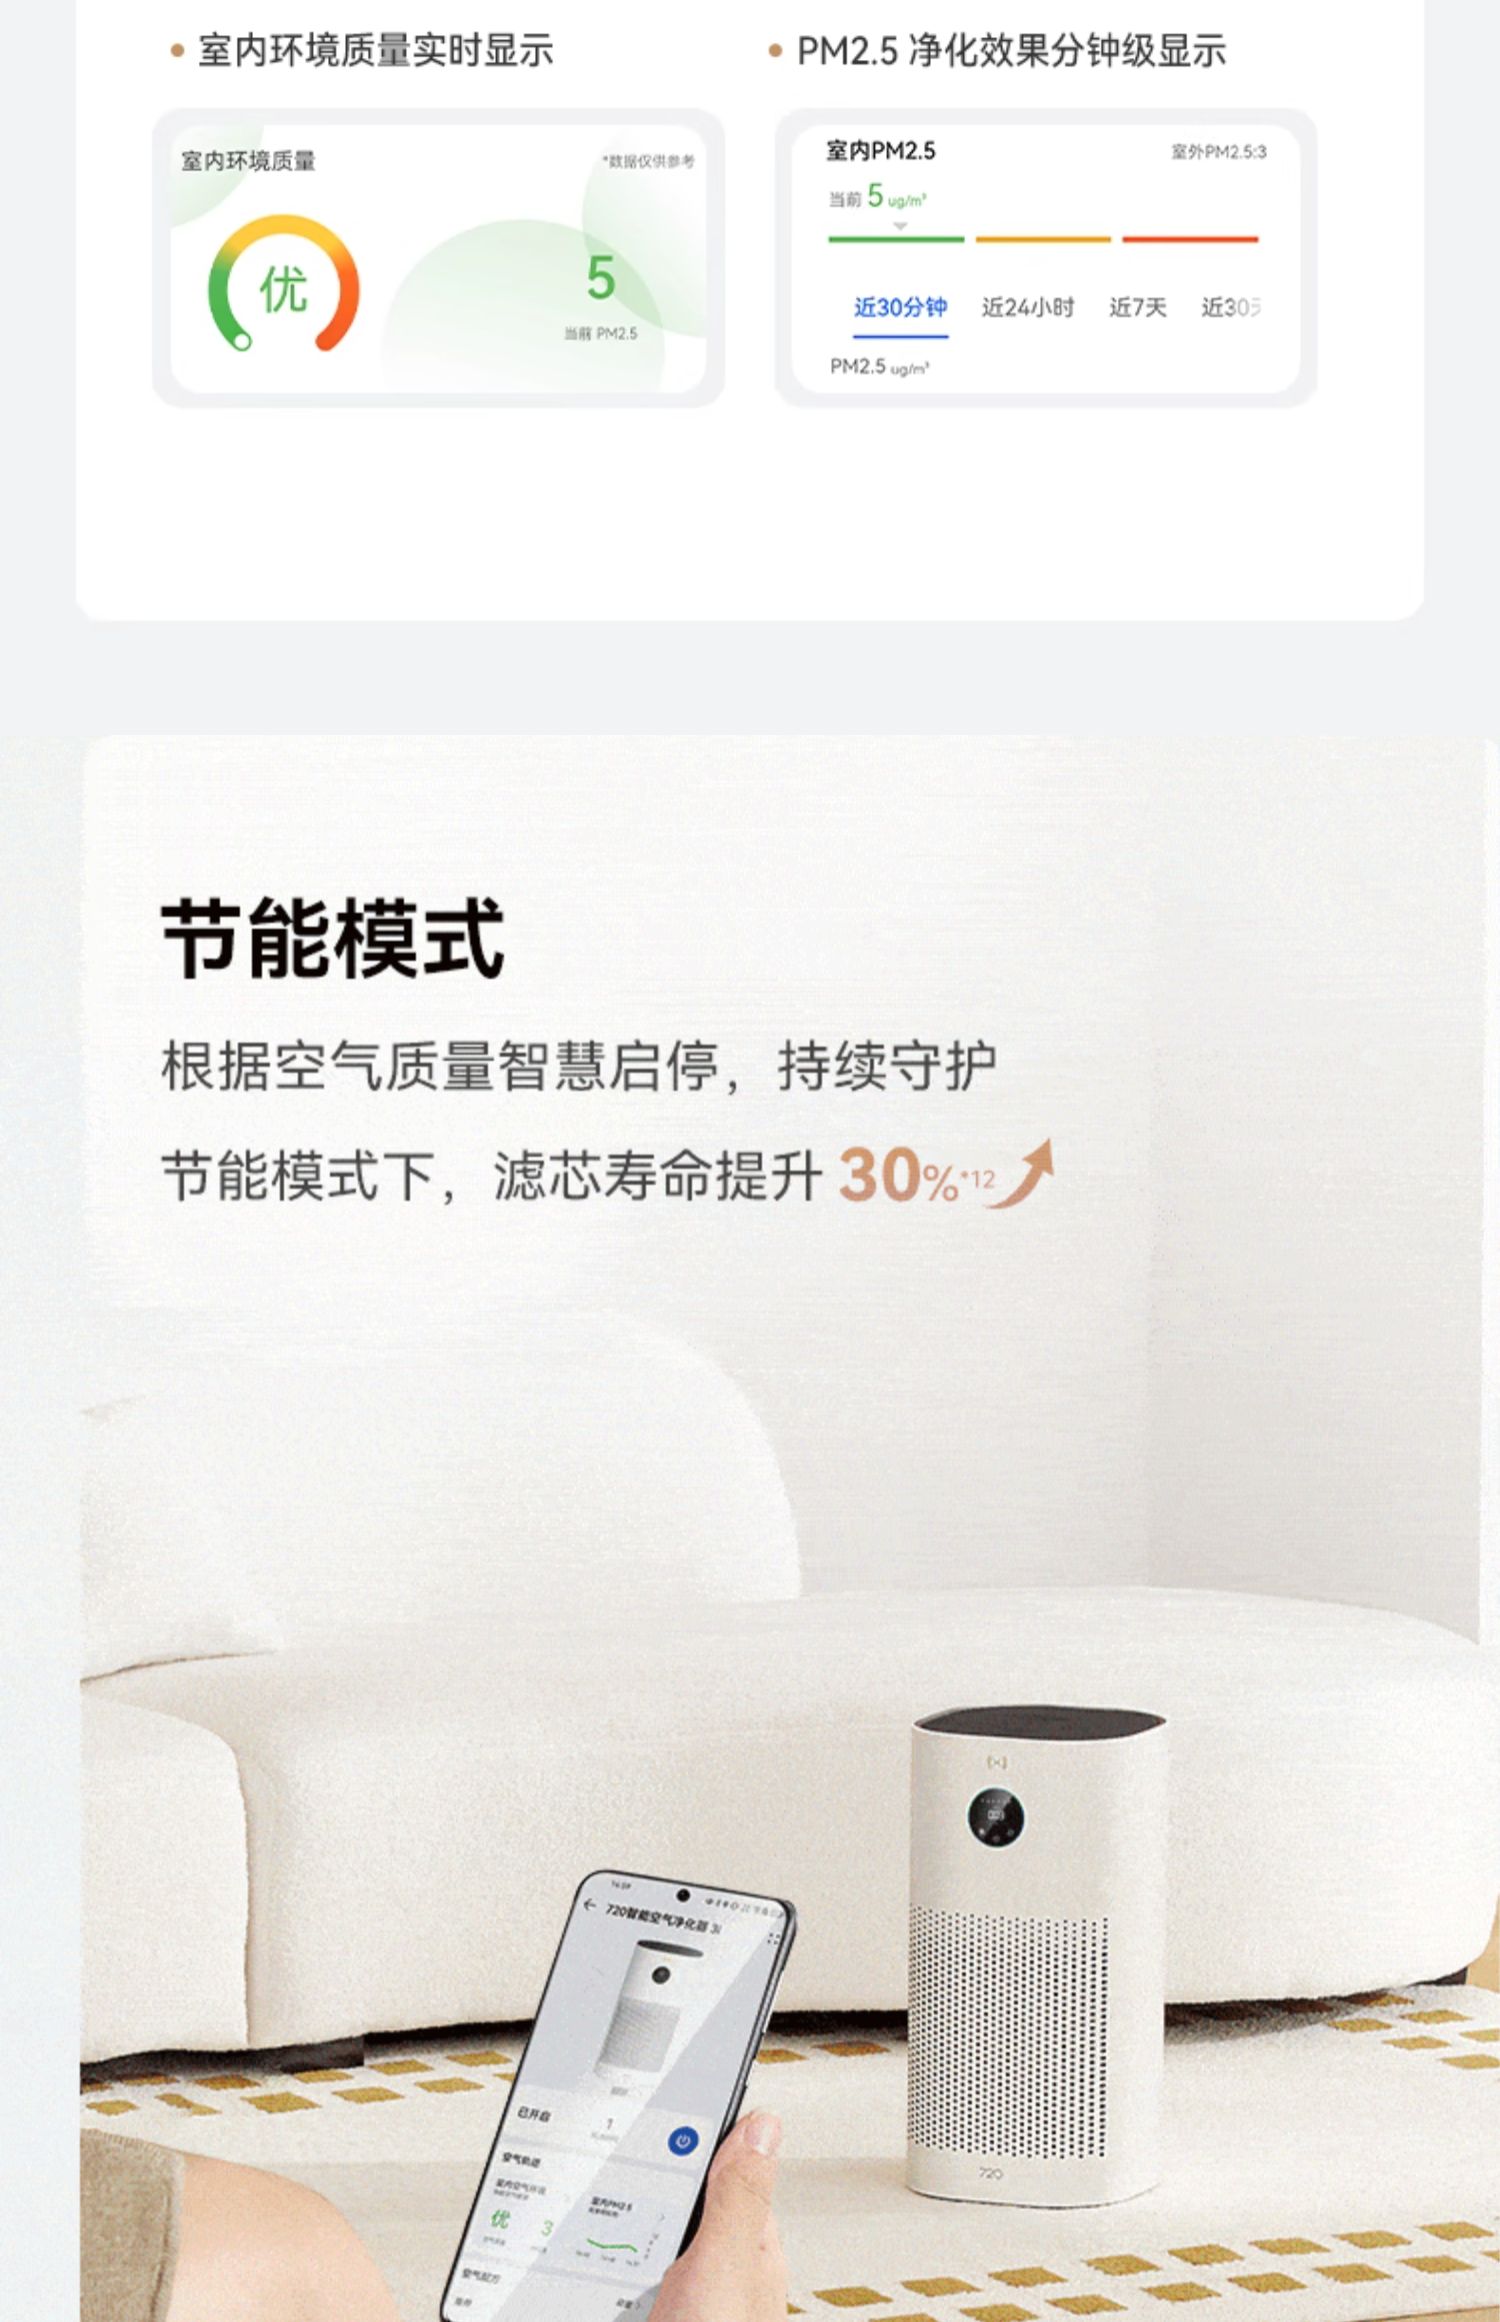 室内环境质量实时显示
PM2.5 净化效果分钟级显示
室内环境质量
*数据仅供参考
优
5
当前 PM2.5
室内PM2.5
室外PM2.5:3
当前 5 ug/m³
近30分钟 近24小时 近7天 近30天
PM2.5 ug/m³
节能模式
根据空气质量智慧启停，持续守护
节能模式下，滤芯寿命提升 30%*12
720智能空气净化器 3i
已开启
1
空气轨迹
室内PM2.5
优
3
空气配方
720